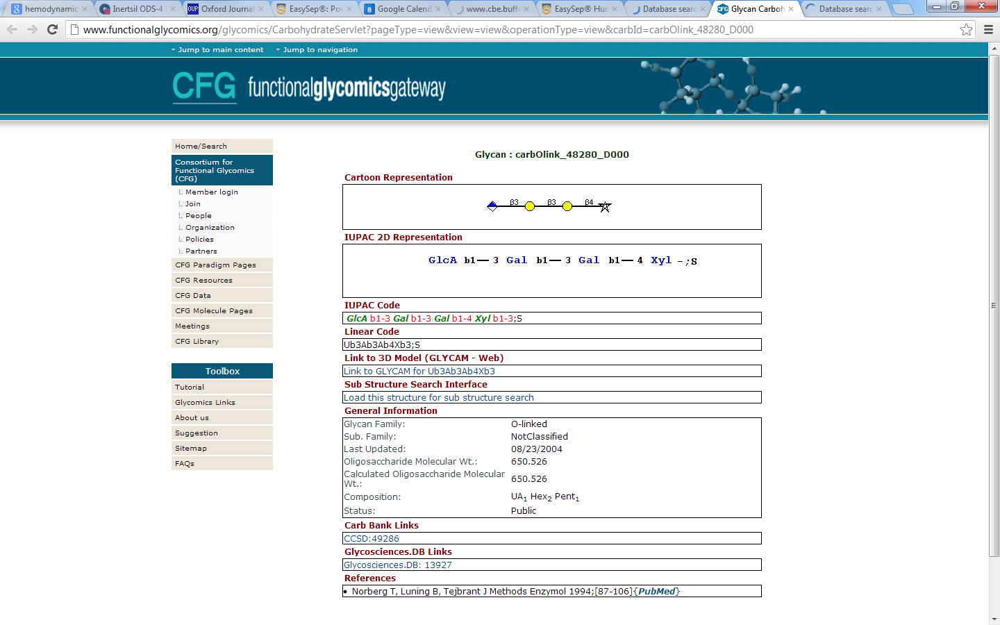 hemodynamic
Inertsil ODS-4
Oxford Journal
EasySep®: Po
Google Calend
www.cbe.buff
EasySep® Hur
Database sear
Glycan Carboh
Database sear
www.functionalglycomics.org/glycomics/CarbohydrateServlet?pageType=view&view=view&operationType=view&carbId=carbOlink_48280_D000
Jump to main content Jump to navigation
CFG functionalglycomicsgateway
Home/Search
Consortium for
Functional Glycomics
(CFG)
Member login
Join
People
Organization
Policies
Partners
CFG Paradigm Pages
CFG Resources
CFG Data
CFG Molecule Pages
Meetings
CFG Library
Toolbox
Tutorial
Glycomics Links
About us
Suggestion
Sitemap
FAQs
Glycan : carbOlink_48280_D000
Cartoon Representation
β3 β3 β4
IUPAC 2D Representation
GlcA b1— 3 Gal b1— 3 Gal b1— 4 Xyl -;S
IUPAC Code
GlcA b1-3 Gal b1-3 Gal b1-4 Xyl b1-3;S
Linear Code
Ub3Ab3Ab4Xb3;S
Link to 3D Model (GLYCAM - Web)
Link to GLYCAM for Ub3Ab3Ab4Xb3
Sub Structure Search Interface
Load this structure for sub structure search
General Information
Glycan Family: O-linked
Sub. Family: NotClassified
Last Updated: 08/23/2004
Oligosaccharide Molecular Wt.: 650.526
Calculated Oligosaccharide Molecular
Wt.: 650.526
Composition: UA1 Hex2 Pent1
Status: Public
Carb Bank Links
CCSD:49286
Glycosciences.DB Links
Glycosciences.DB: 13927
References
• Norberg T, Luning B, Tejbrant J Methods Enzymol 1994;[87-106]{PubMed}